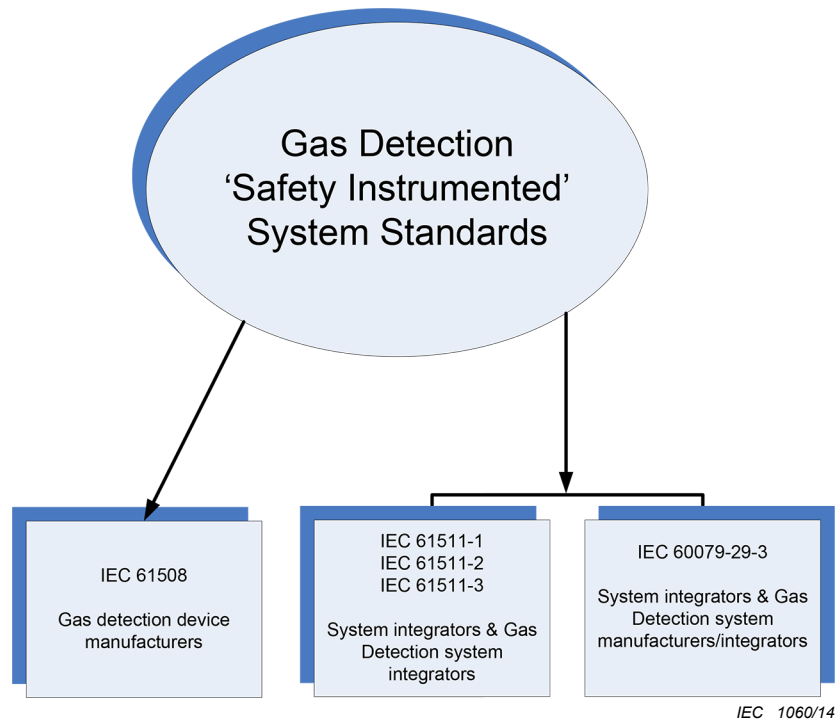 Gas Detection
‘Safety Instrumented’
System Standards
IEC 61508
Gas detection device
manufacturers
IEC 61511-1
IEC 61511-2
IEC 61511-3
System integrators & Gas
Detection system
integrators
IEC 60079-29-3
System integrators & Gas
Detection system
manufacturers/integrators
IEC 1060/14